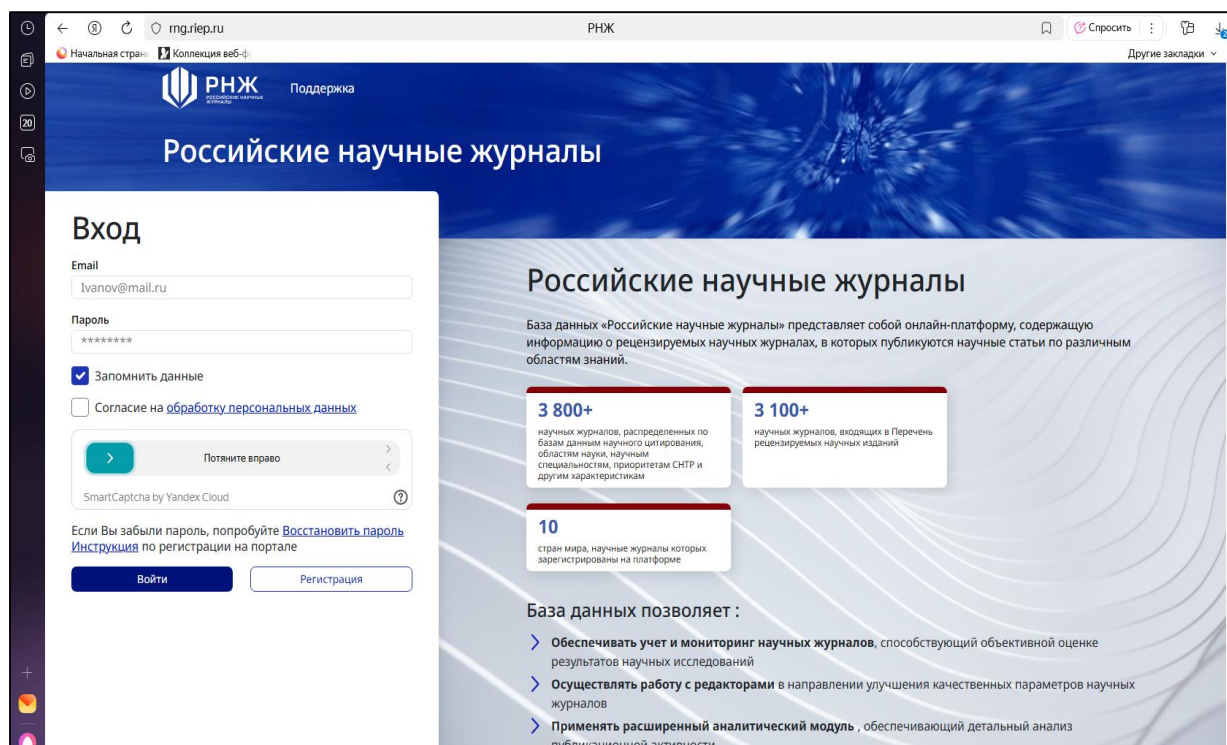 rng.riep.ru
РНЖ
Спросить
Начальная стран
Коллекция веб-ф
Другие закладки
20
РНЖ
РОССИЙСКИЕ НАУЧНЫЕ
ЖУРНАЛЫ
Поддержка
Российские научные журналы
Вход
Email
Ivanov@mail.ru
Пароль
********
Запомнить данные
Согласие на обработку персональных данных
Потяните вправо
SmartCaptcha by Yandex Cloud
Если Вы забыли пароль, попробуйте Восстановить пароль
Инструкция по регистрации на портале
Войти
Регистрация
Российские научные журналы
База данных «Российские научные журналы» представляет собой онлайн-платформу, содержащую
информацию о рецензируемых научных журналах, в которых публикуются научные статьи по различным
областям знаний.
3 800+
научных журналов, распределенных по
базам данным научного цитирования,
областям науки, научным
специальностям, приоритетам СНТР и
другим характеристикам
3 100+
научных журналов, входящих в Перечень
рецензируемых научных изданий
10
стран мира, научные журналы которых
зарегистрированы на платформе
База данных позволяет :
Обеспечивать учет и мониторинг научных журналов, способствующий объективной оценке
результатов научных исследований
Осуществлять работу с редакторами в направлении улучшения качественных параметров научных
журналов
Применять расширенный аналитический модуль , обеспечивающий детальный анализ
публикационной активности